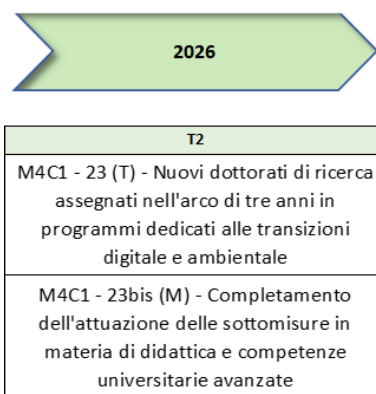 2026
T2
M4C1 - 23 (T) - Nuovi dottorati di ricerca
assegnati nell'arco di tre anni in
programmi dedicati alle transizioni
digitale e ambientale
M4C1 - 23bis (M) - Completamento
dell'attuazione delle sottomisure in
materia di didattica e competenze
universitarie avanzate